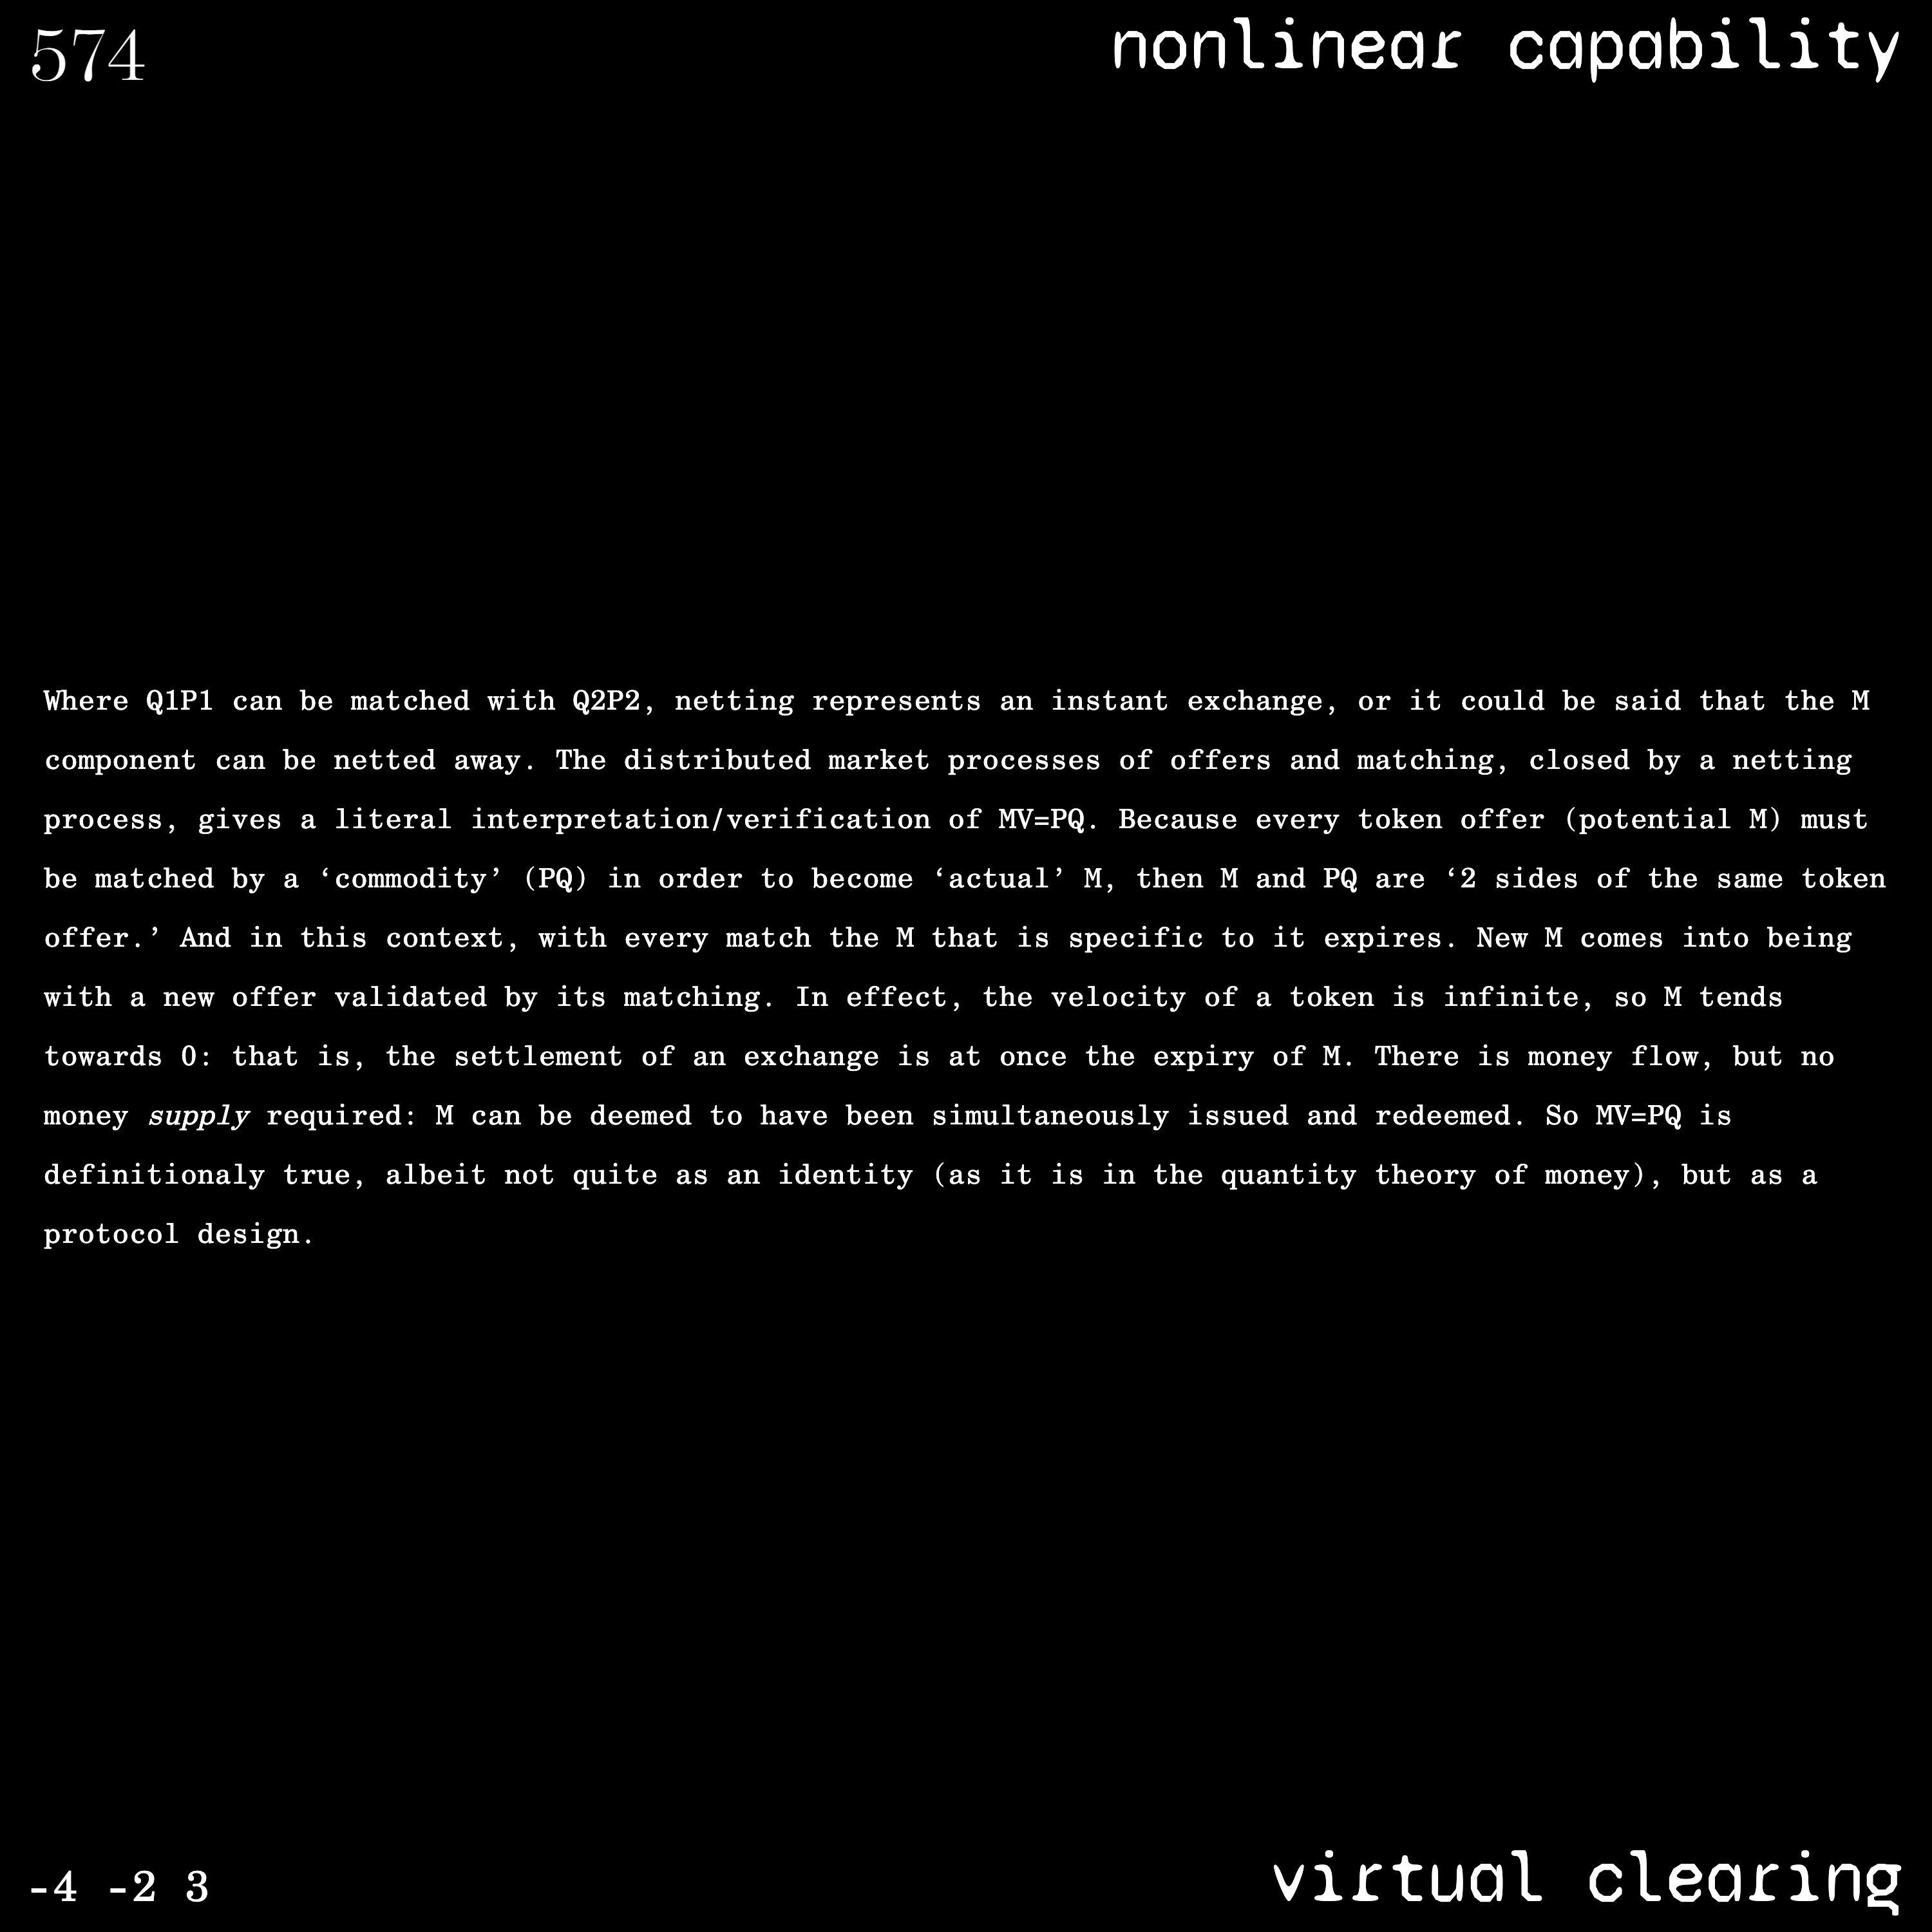 574
nonlinear capability
Where Q1P1 can be matched with Q2P2, netting represents an instant exchange, or it could be said that the M
component can be netted away. The distributed market processes of offers and matching, closed by a netting
process, gives a literal interpretation/verification of MV=PQ. Because every token offer (potential M) must
be matched by a ‘commodity’ (PQ) in order to become ‘actual’ M, then M and PQ are ‘2 sides of the same token
offer.’ And in this context, with every match the M that is specific to it expires. New M comes into being
with a new offer validated by its matching. In effect, the velocity of a token is infinite, so M tends
towards 0: that is, the settlement of an exchange is at once the expiry of M. There is money flow, but no
money supply required: M can be deemed to have been simultaneously issued and redeemed. So MV=PQ is
definitionaly true, albeit not quite as an identity (as it is in the quantity theory of money), but as a
protocol design.
-4 -2 3
virtual clearing